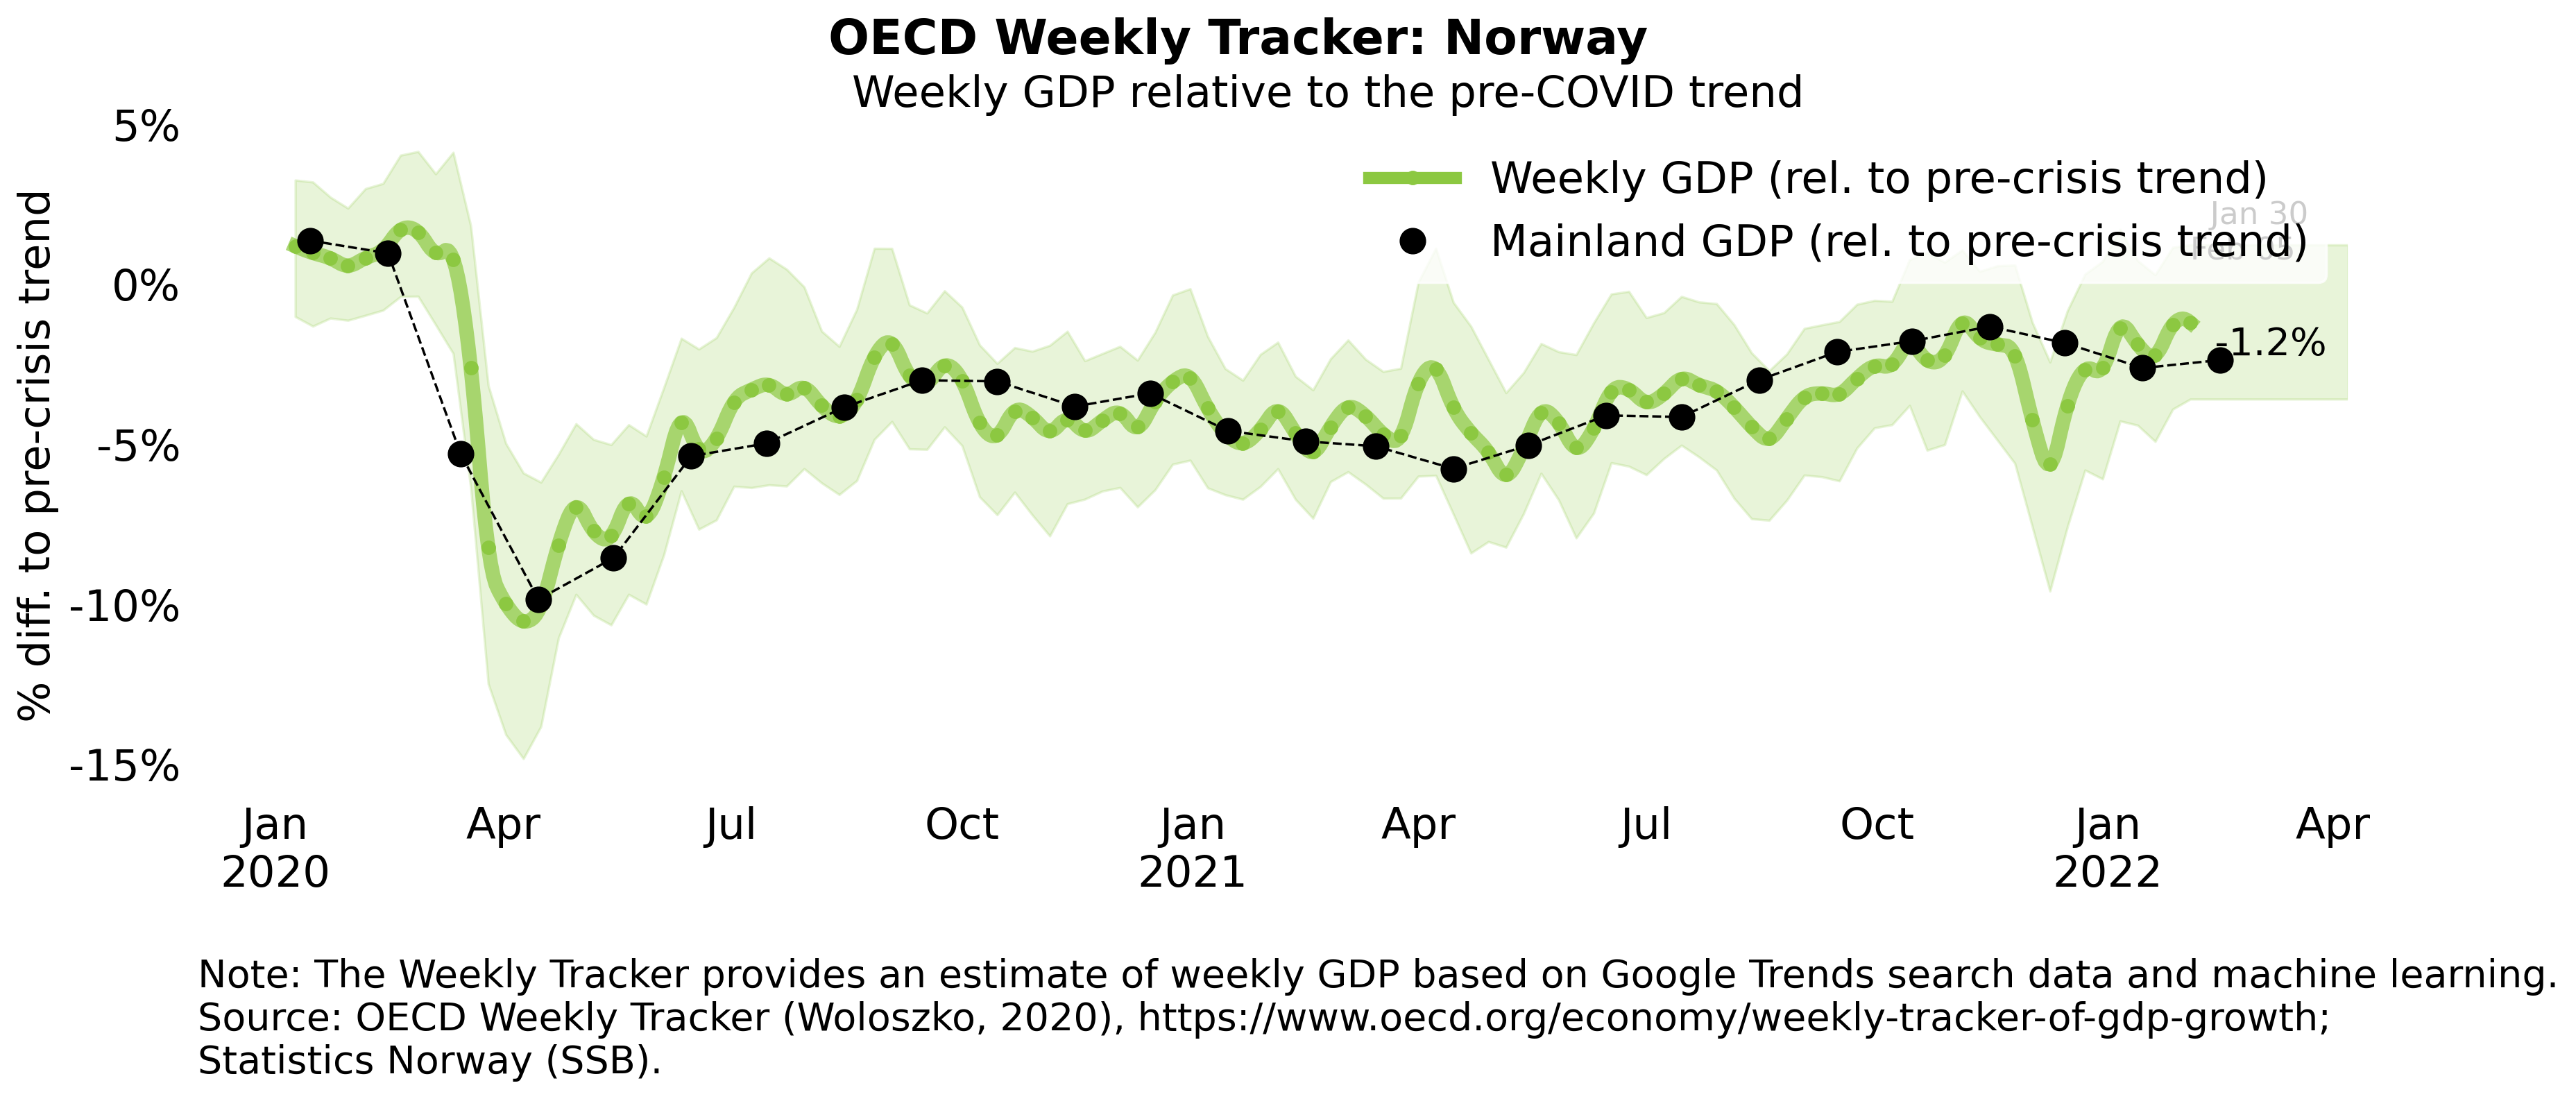 OECD Weekly Tracker: Norway
Weekly GDP relative to the pre-COVID trend
% diff. to pre-crisis trend
5%
0%
-5%
-10%
-15%
Weekly GDP (rel. to pre-crisis trend)
Mainland GDP (rel. to pre-crisis trend)
Jan 30
Feb 05
-1.2%
Jan Apr Jul Oct Jan Apr Jul Oct Jan Apr
2020 2021 2022
Note: The Weekly Tracker provides an estimate of weekly GDP based on Google Trends search data and machine learning.
Source: OECD Weekly Tracker (Woloszko, 2020), https://www.oecd.org/economy/weekly-tracker-of-gdp-growth;
Statistics Norway (SSB).